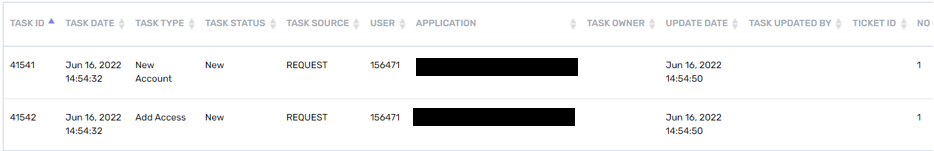 TASK ID TASK DATE TASK TYPE TASK STATUS TASK SOURCE USER APPLICATION TASK OWNER UPDATE DATE TASK UPDATED BY TICKET ID NO
41541 Jun 16, 2022 New New REQUEST 156471 Jun 16, 2022 1
14:54:32 Account 14:54:50
41542 Jun 16, 2022 Add Access New REQUEST 156471 Jun 16, 2022 1
14:54:32 14:54:50